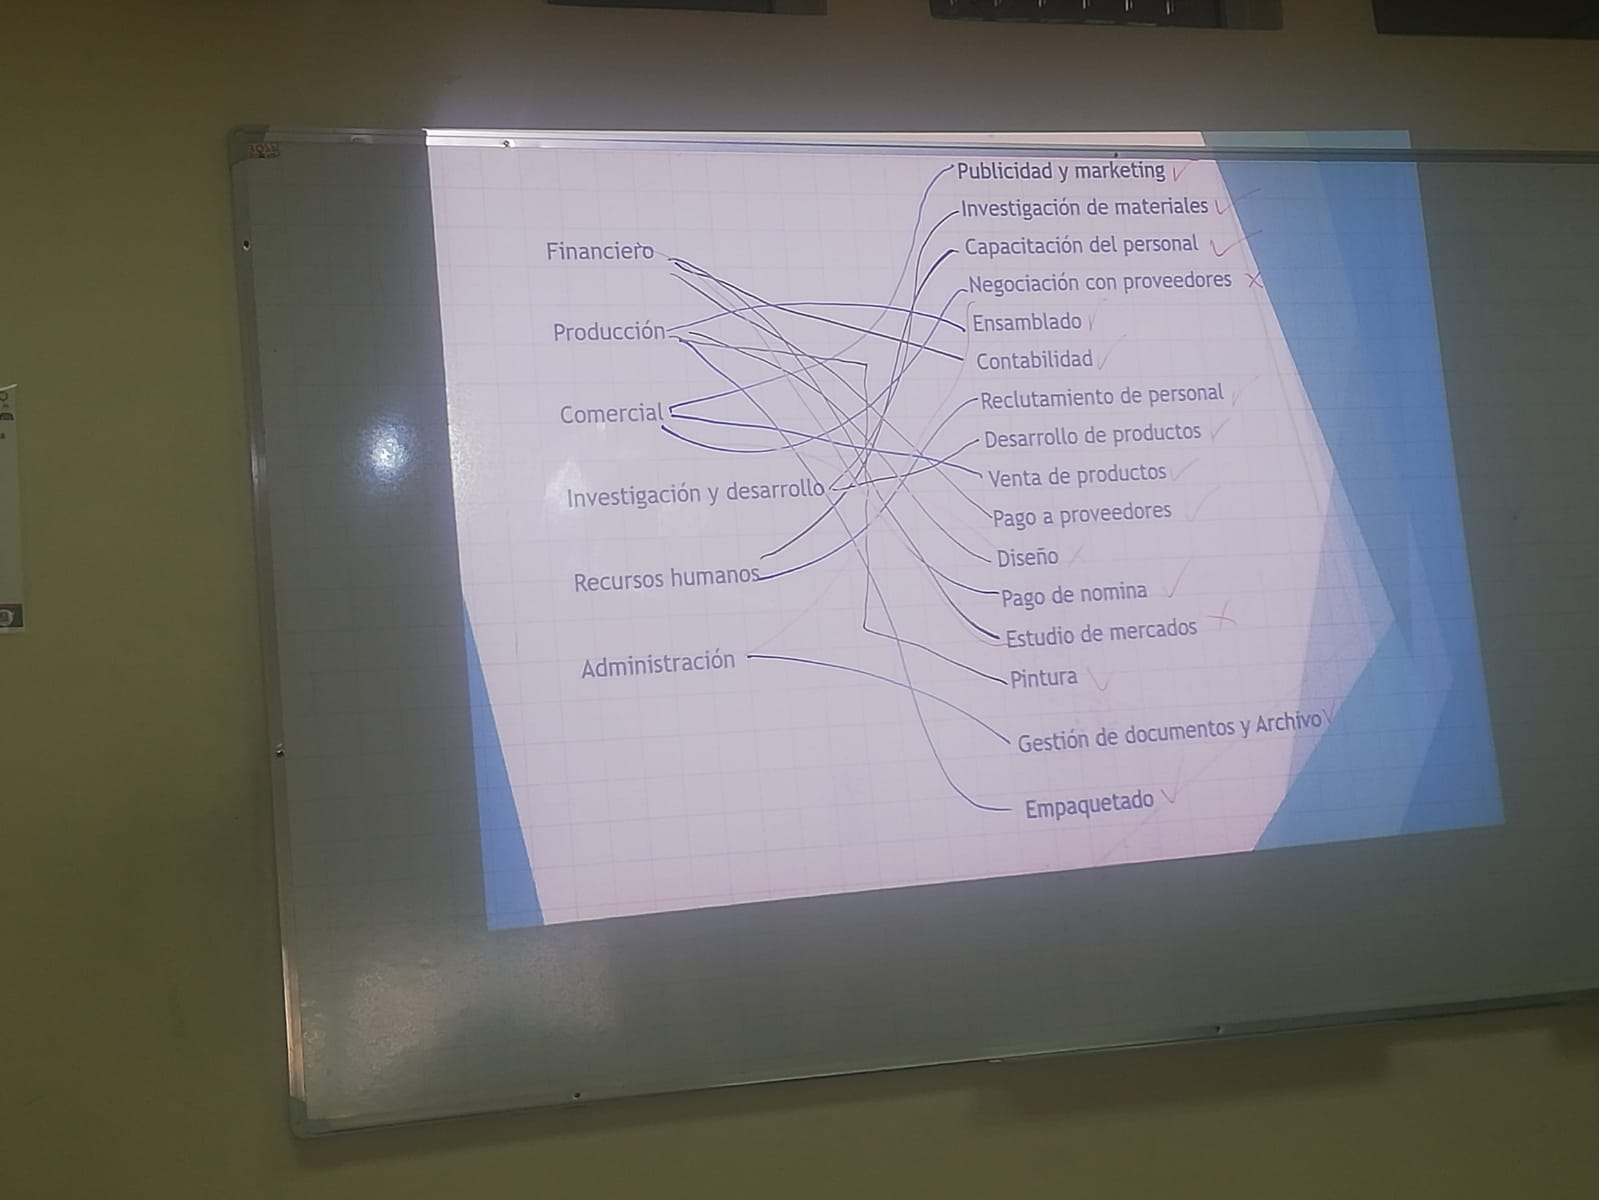 Financiero
Producción
Comercial
Investigación y desarrollo
Recursos humanos
Administración
Publicidad y marketing
Investigación de materiales
Capacitación del personal
Negociación con proveedores
Ensamblado
Contabilidad
Reclutamiento de personal
Desarrollo de productos
Venta de productos
Pago a proveedores
Diseño
Pago de nomina
Estudio de mercados
Pintura
Gestión de documentos y Archivo
Empaquetado